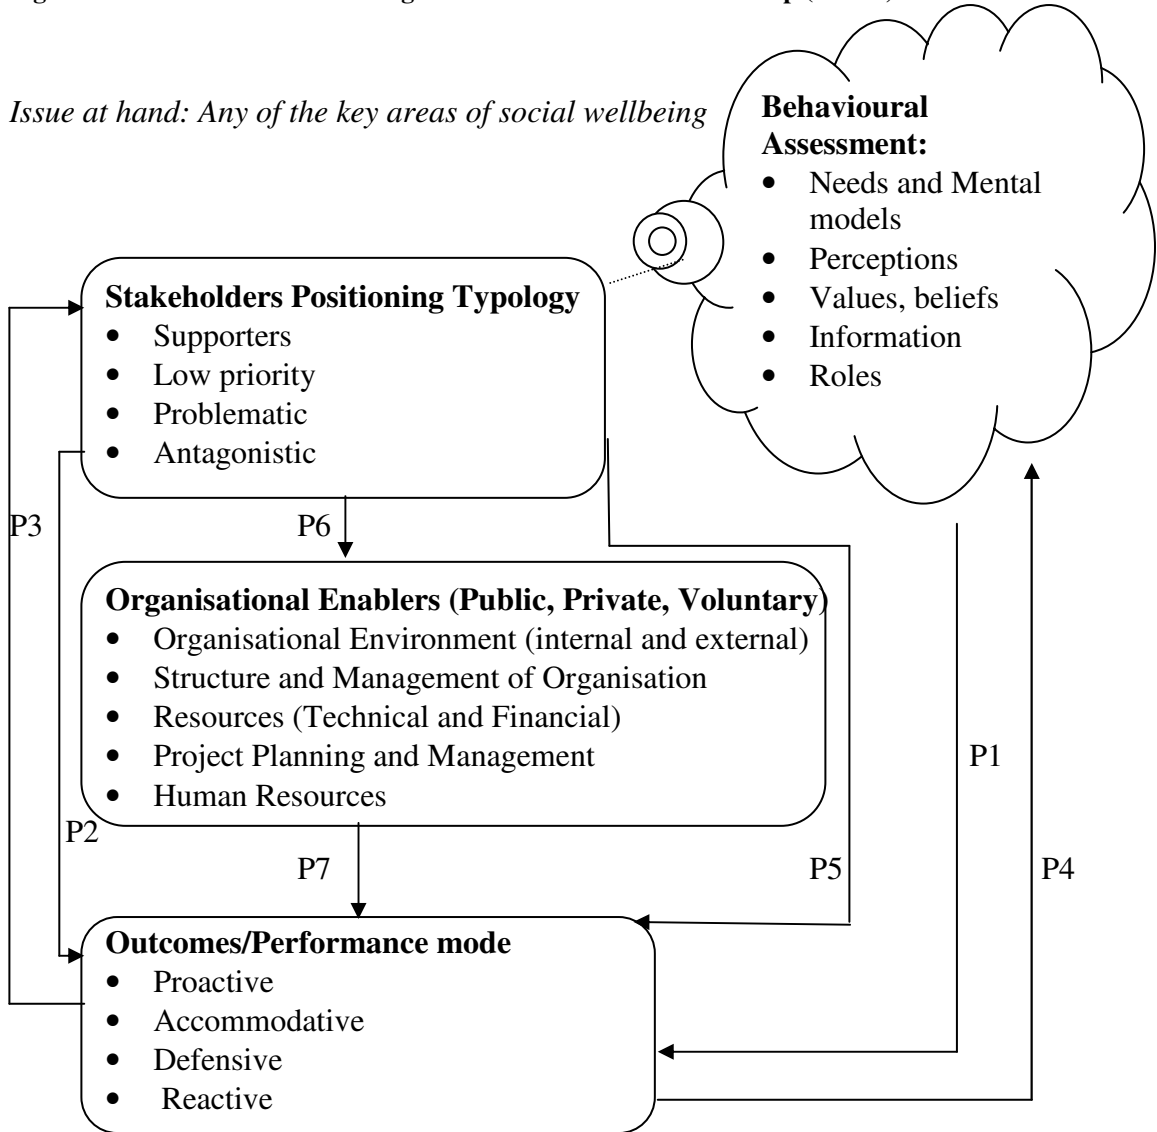 Issue at hand: Any of the key areas of social wellbeing
Behavioural
Assessment:
• Needs and Mental
models
• Perceptions
• Values, beliefs
• Information
• Roles
Stakeholders Positioning Typology
• Supporters
• Low priority
• Problematic
• Antagonistic
P3
P6
Organisational Enablers (Public, Private, Voluntary)
• Organisational Environment (internal and external)
• Structure and Management of Organisation
• Resources (Technical and Financial)
• Project Planning and Management
• Human Resources
P1
P2
P7
P5
P4
Outcomes/Performance mode
• Proactive
• Accommodative
• Defensive
• Reactive